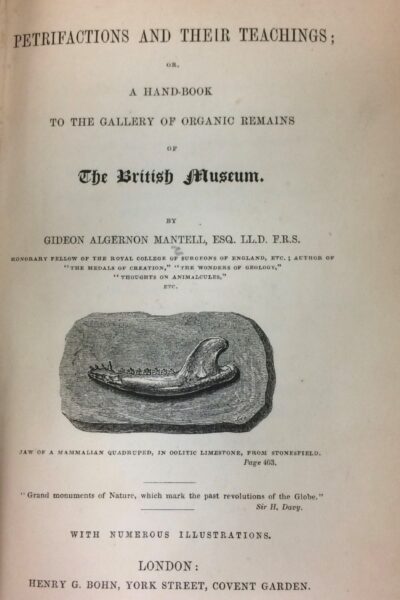 PETRIFACTIONS AND THEIR TEACHINGS;
OR,
A HAND-BOOK
TO THE GALLERY OF ORGANIC REMAINS
OF
The British Museum.
BY
GIDEON ALGERNON MANTELL, ESQ. LL.D. F.R.S.
HONORARY FELLOW OF THE ROYAL COLLEGE OF SURGEONS OF ENGLAND, ETC.; AUTHOR OF
"THE MEDALS OF CREATION," "THE WONDERS OF GEOLOGY,"
"THOUGHTS ON ANIMALCULES,"
ETC.
JAW OF A MAMMALIAN QUADRUPED, IN OOLITIC LIMESTONE, FROM STONESFIELD.
Page 463.
"Grand monuments of Nature, which mark the past revolutions of the Globe."
Sir H. Davy.
WITH NUMEROUS ILLUSTRATIONS.
LONDON:
HENRY G. BOHN, YORK STREET, COVENT GARDEN.